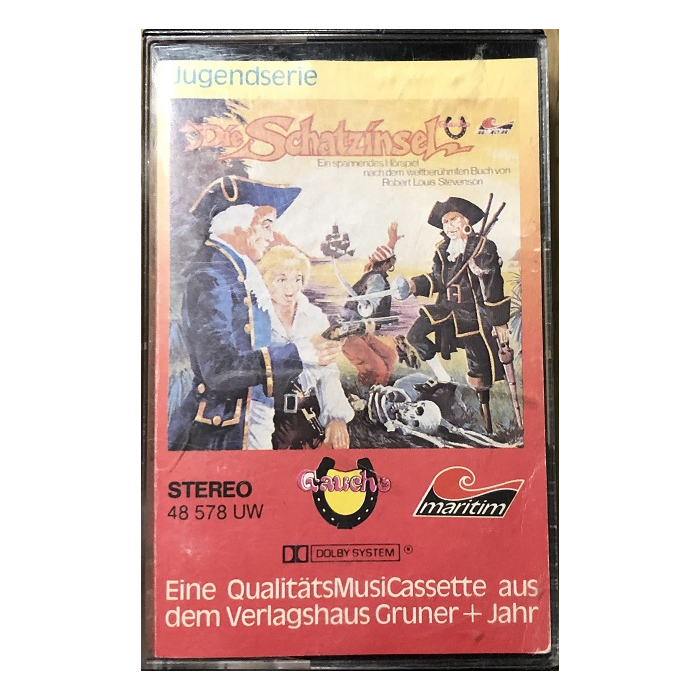 Jugendserie
Die Schatzinsel
Ein spannendes Hörspiel
nach dem weltberühmten Buch von
Robert Louis Stevenson
STEREO
48 578 UW
Gaucho
maritim
DOLBY SYSTEM ®
Eine QualitätsMusiCassette aus
dem Verlagshaus Gruner + Jahr